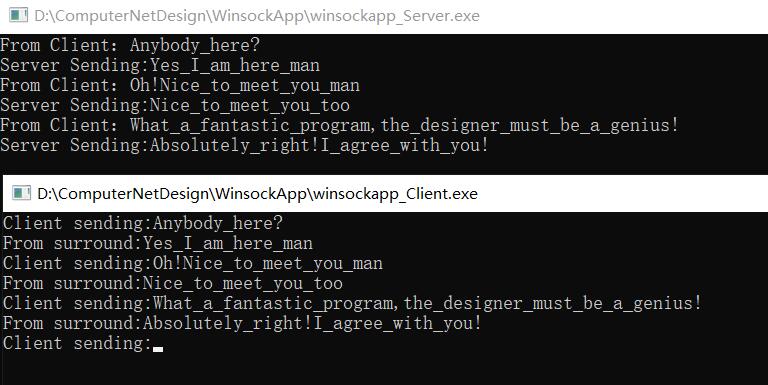 D:\ComputerNetDesign\WinsockApp\winsockapp_Server.exe
From Client: Anybody_here?
Server Sending:Yes_I_am_here_man
From Client: Oh!Nice_to_meet_you_man
Server Sending:Nice_to_meet_you_too
From Client: What_a_fantastic_program,the_designer_must_be_a_genius!
Server Sending:Absolutely_right!I_agree_with_you!
D:\ComputerNetDesign\WinsockApp\winsockapp_Client.exe
Client sending:Anybody_here?
From surround:Yes_I_am_here_man
Client sending:Oh!Nice_to_meet_you_man
From surround:Nice_to_meet_you_too
Client sending:What_a_fantastic_program,the_designer_must_be_a_genius!
From surround:Absolutely_right!I_agree_with_you!
Client sending: